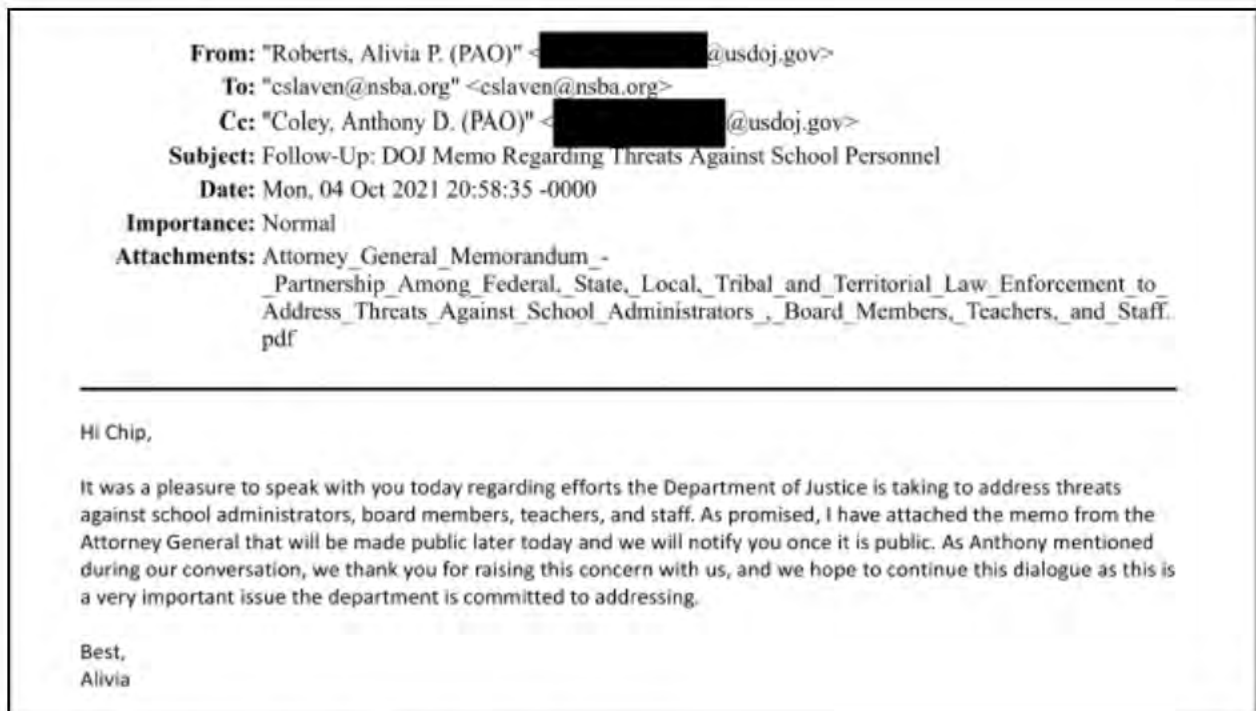 From: "Roberts, Alivia P. (PAO)" < @usdoj.gov>
To: "cslaven@nsba.org" <cslaven@nsba.org>
Cc: "Coley, Anthony D. (PAO)" < @usdoj.gov>
Subject: Follow-Up: DOJ Memo Regarding Threats Against School Personnel
Date: Mon, 04 Oct 2021 20:58:35 -0000
Importance: Normal
Attachments: Attorney_General_Memorandum_-
_Partnership_Among_Federal,_State,_Local,_Tribal_and_Territorial_Law_Enforcement_to_
Address_Threats_Against_School_Administrators_,_Board_Members,_Teachers,_and_Staff.
pdf
Hi Chip,
It was a pleasure to speak with you today regarding efforts the Department of Justice is taking to address threats
against school administrators, board members, teachers, and staff. As promised, I have attached the memo from the
Attorney General that will be made public later today and we will notify you once it is public. As Anthony mentioned
during our conversation, we thank you for raising this concern with us, and we hope to continue this dialogue as this is
a very important issue the department is committed to addressing.
Best,
Alivia